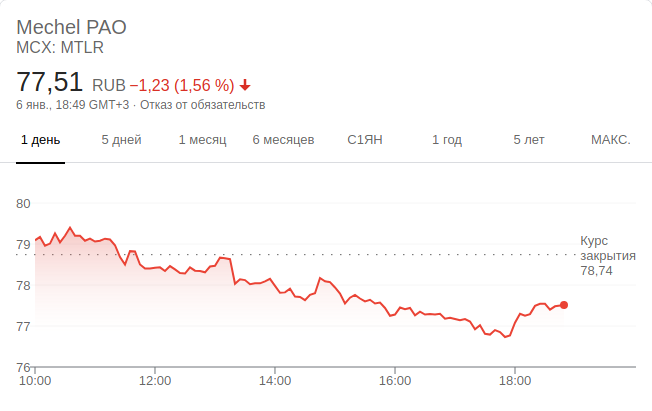 Mechel PAO
MCX: MTLR
77,51 RUB −1,23 (1,56 %)
6 янв., 18:49 GMT+3 · Отказ от обязательств
1 день 5 дней 1 месяц 6 месяцев С1ЯН 1 год 5 лет МАКС.
80
79
78
77
76
Курс
закрытия
78,74
10:00 12:00 14:00 16:00 18:00